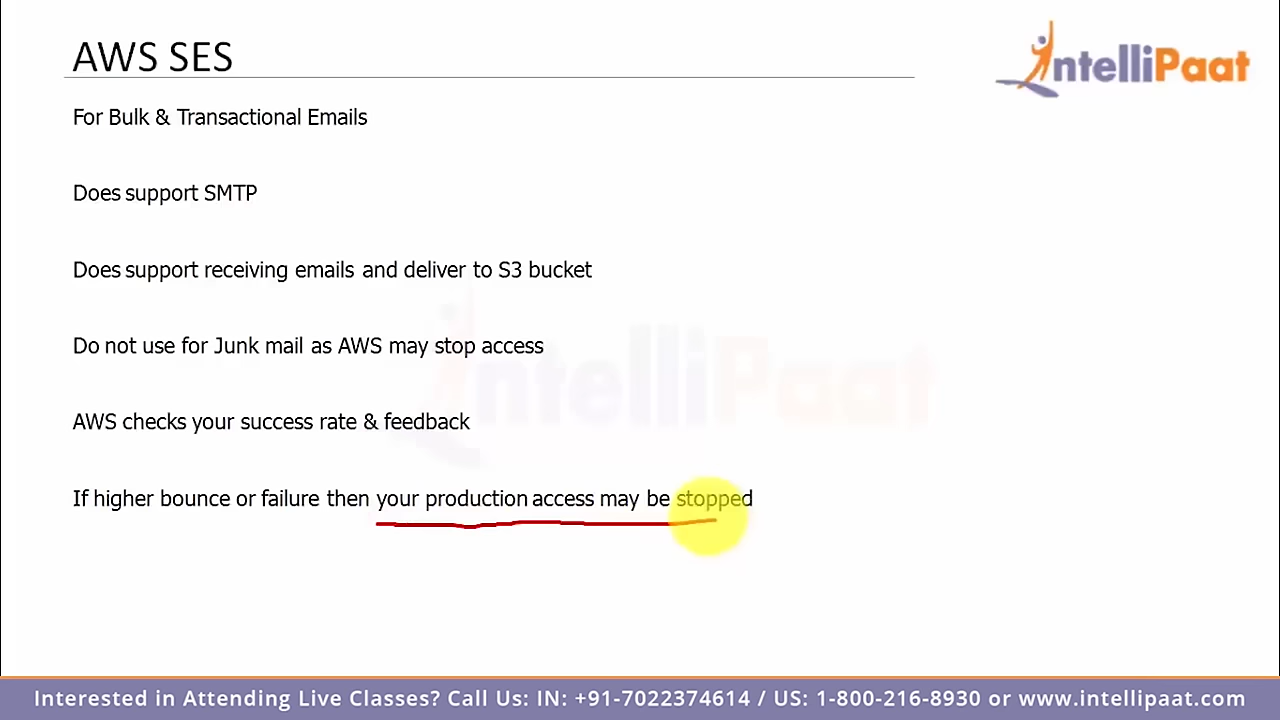 AWS SES
IntelliPaat
For Bulk & Transactional Emails
Does support SMTP
Does support receiving emails and deliver to S3 bucket
Do not use for Junk mail as AWS may stop access
IntelliPaat
AWS checks your success rate & feedback
If higher bounce or failure then your production access may be stopped
Interested in Attending Live Classes? Call Us: IN: +91-7022374614 / US: 1-800-216-8930 or www.intellipaat.com